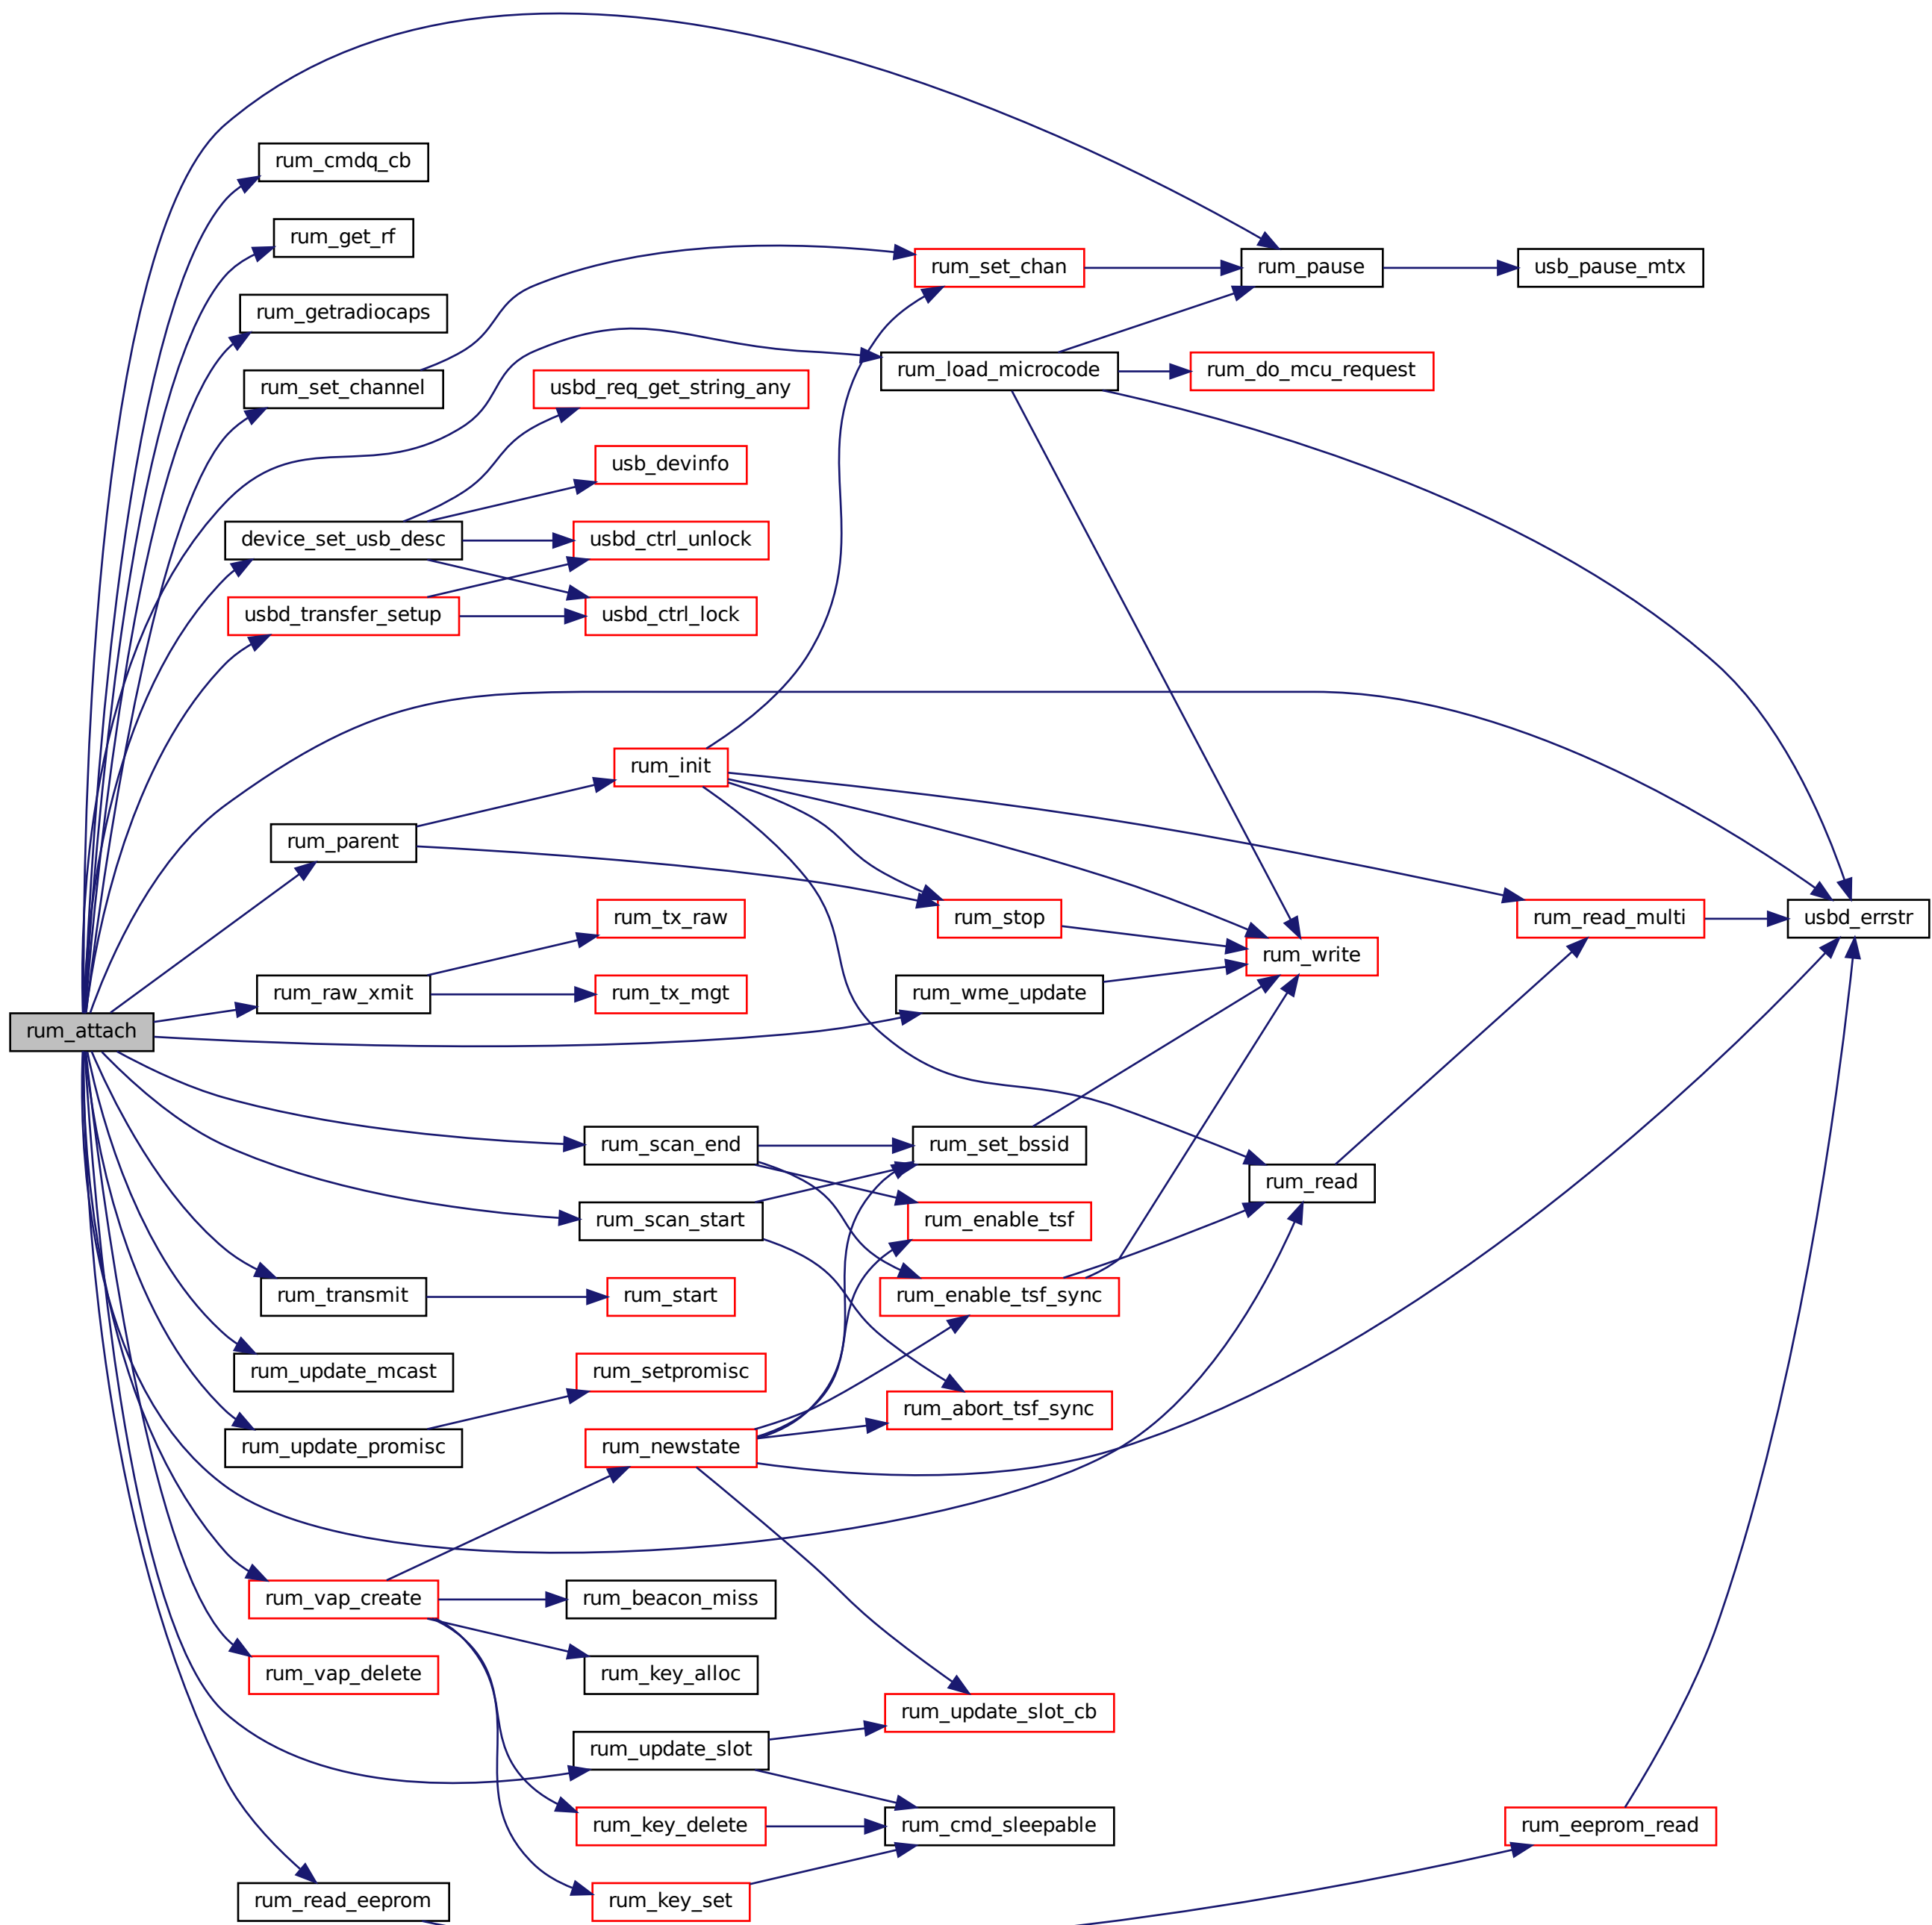 rum_cmdq_cb
rum_get_rf
rum_set_chan
rum_pause
usb_pause_mtx
rum_getradiocaps
rum_set_channel
rum_load_microcode
rum_do_mcu_request
usbd_req_get_string_any
usb_devinfo
device_set_usb_desc
usbd_ctrl_unlock
usbd_transfer_setup
usbd_ctrl_lock
rum_init
rum_parent
rum_tx_raw
rum_stop
rum_read_multi
usbd_errstr
rum_write
rum_raw_xmit
rum_tx_mgt
rum_wme_update
rum_attach
rum_scan_end
rum_set_bssid
rum_read
rum_scan_start
rum_enable_tsf
rum_transmit
rum_start
rum_enable_tsf_sync
rum_update_mcast
rum_setpromisc
rum_abort_tsf_sync
rum_update_promisc
rum_newstate
rum_vap_create
rum_beacon_miss
rum_vap_delete
rum_key_alloc
rum_update_slot_cb
rum_update_slot
rum_key_delete
rum_cmd_sleepable
rum_eeprom_read
rum_read_eeprom
rum_key_set